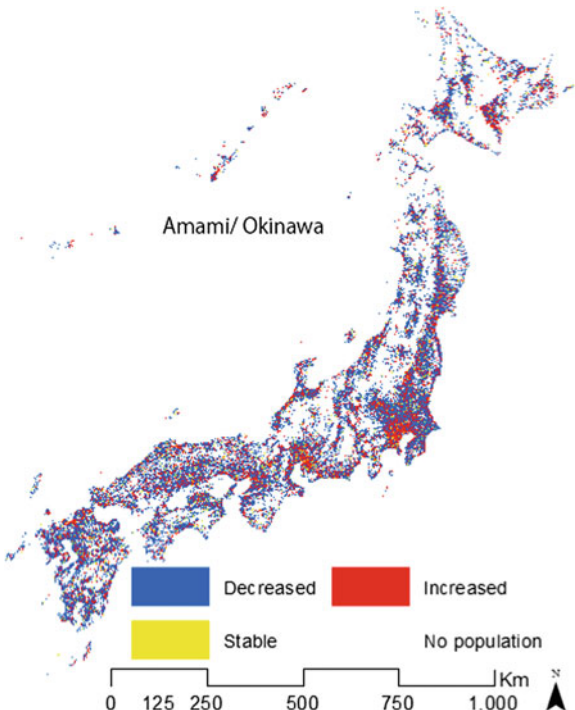 Amami/ Okinawa
Decreased
Increased
Stable
No population
Km
N
0 125 250 500 750 1.000